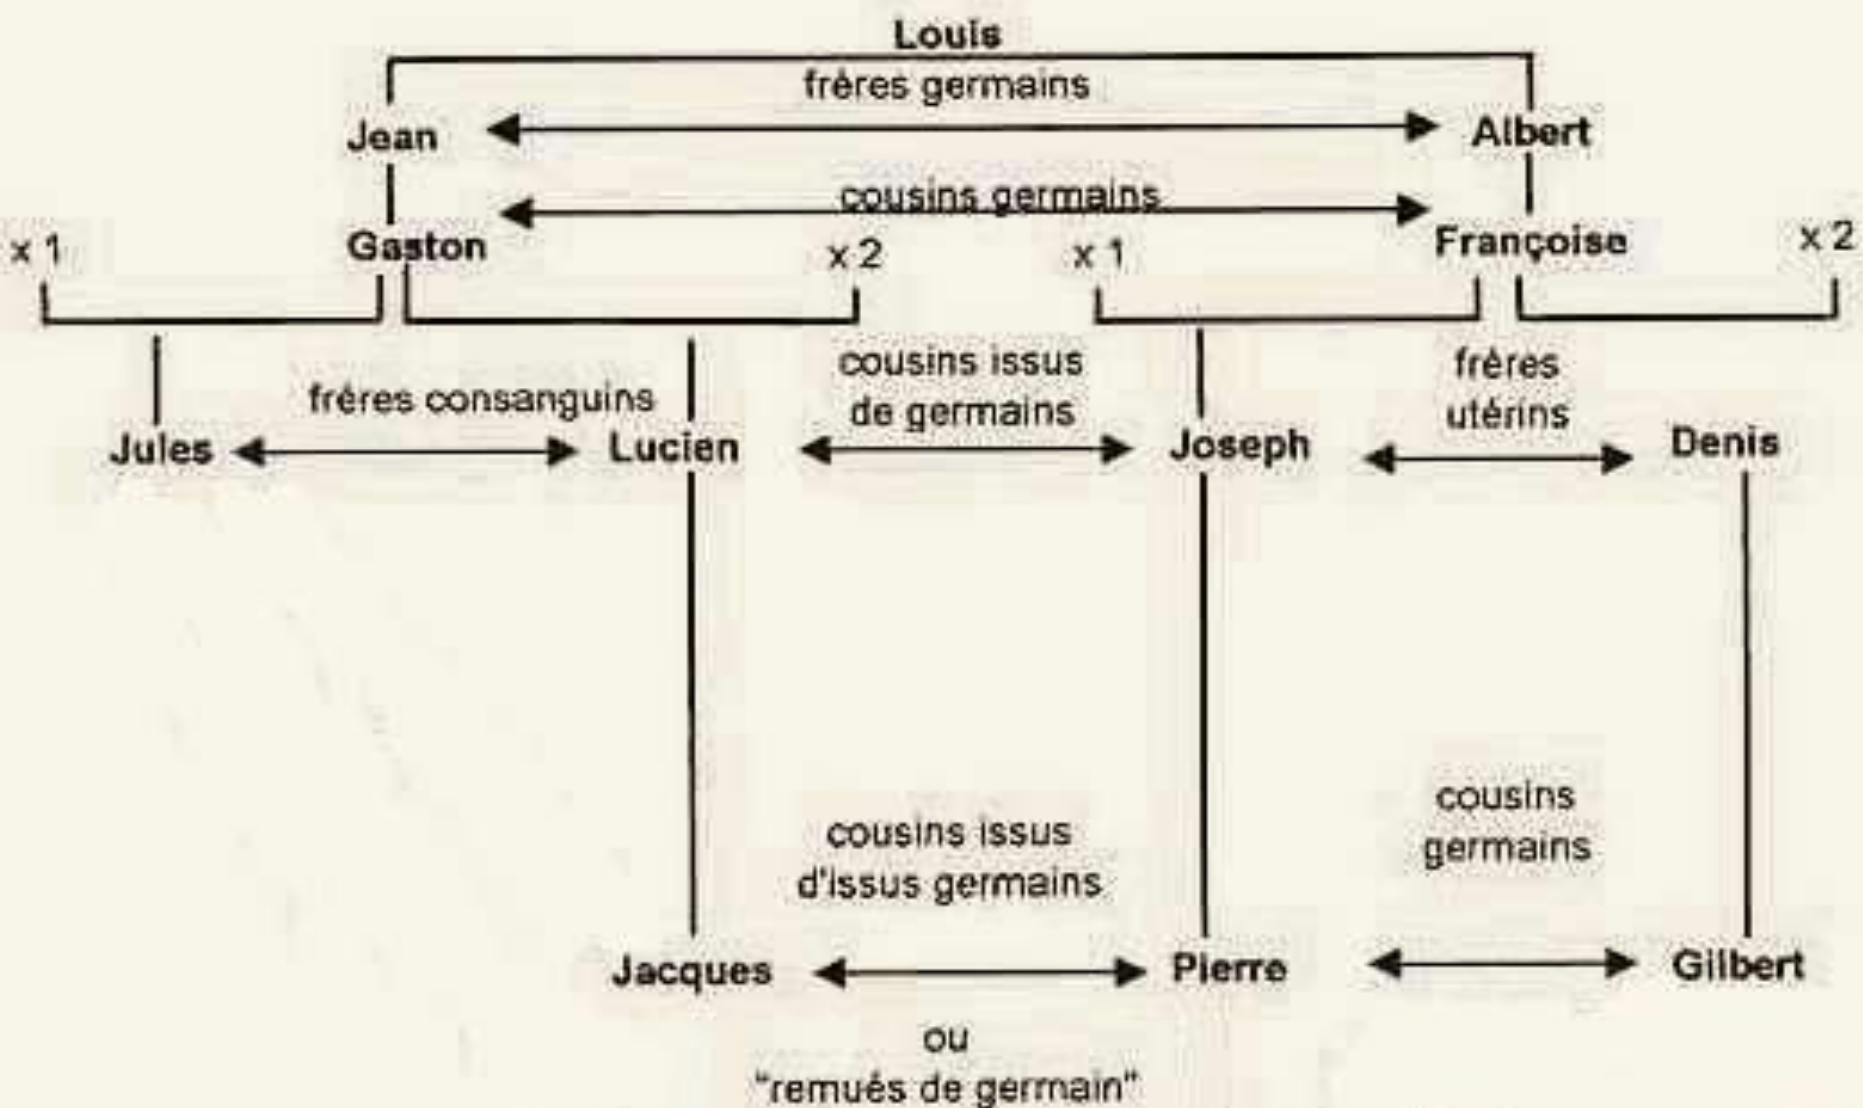 Louis
frères germains
Jean Albert
cousins germains
x 1 Gaston x 2 x 1 Françoise x 2
cousins issus
de germains
frères
utérins
frères consanguins
Jules Lucien Joseph Denis
cousins issus
d'issus germains
cousins
germains
Jacques Pierre Gilbert
ou
"remués de germain"